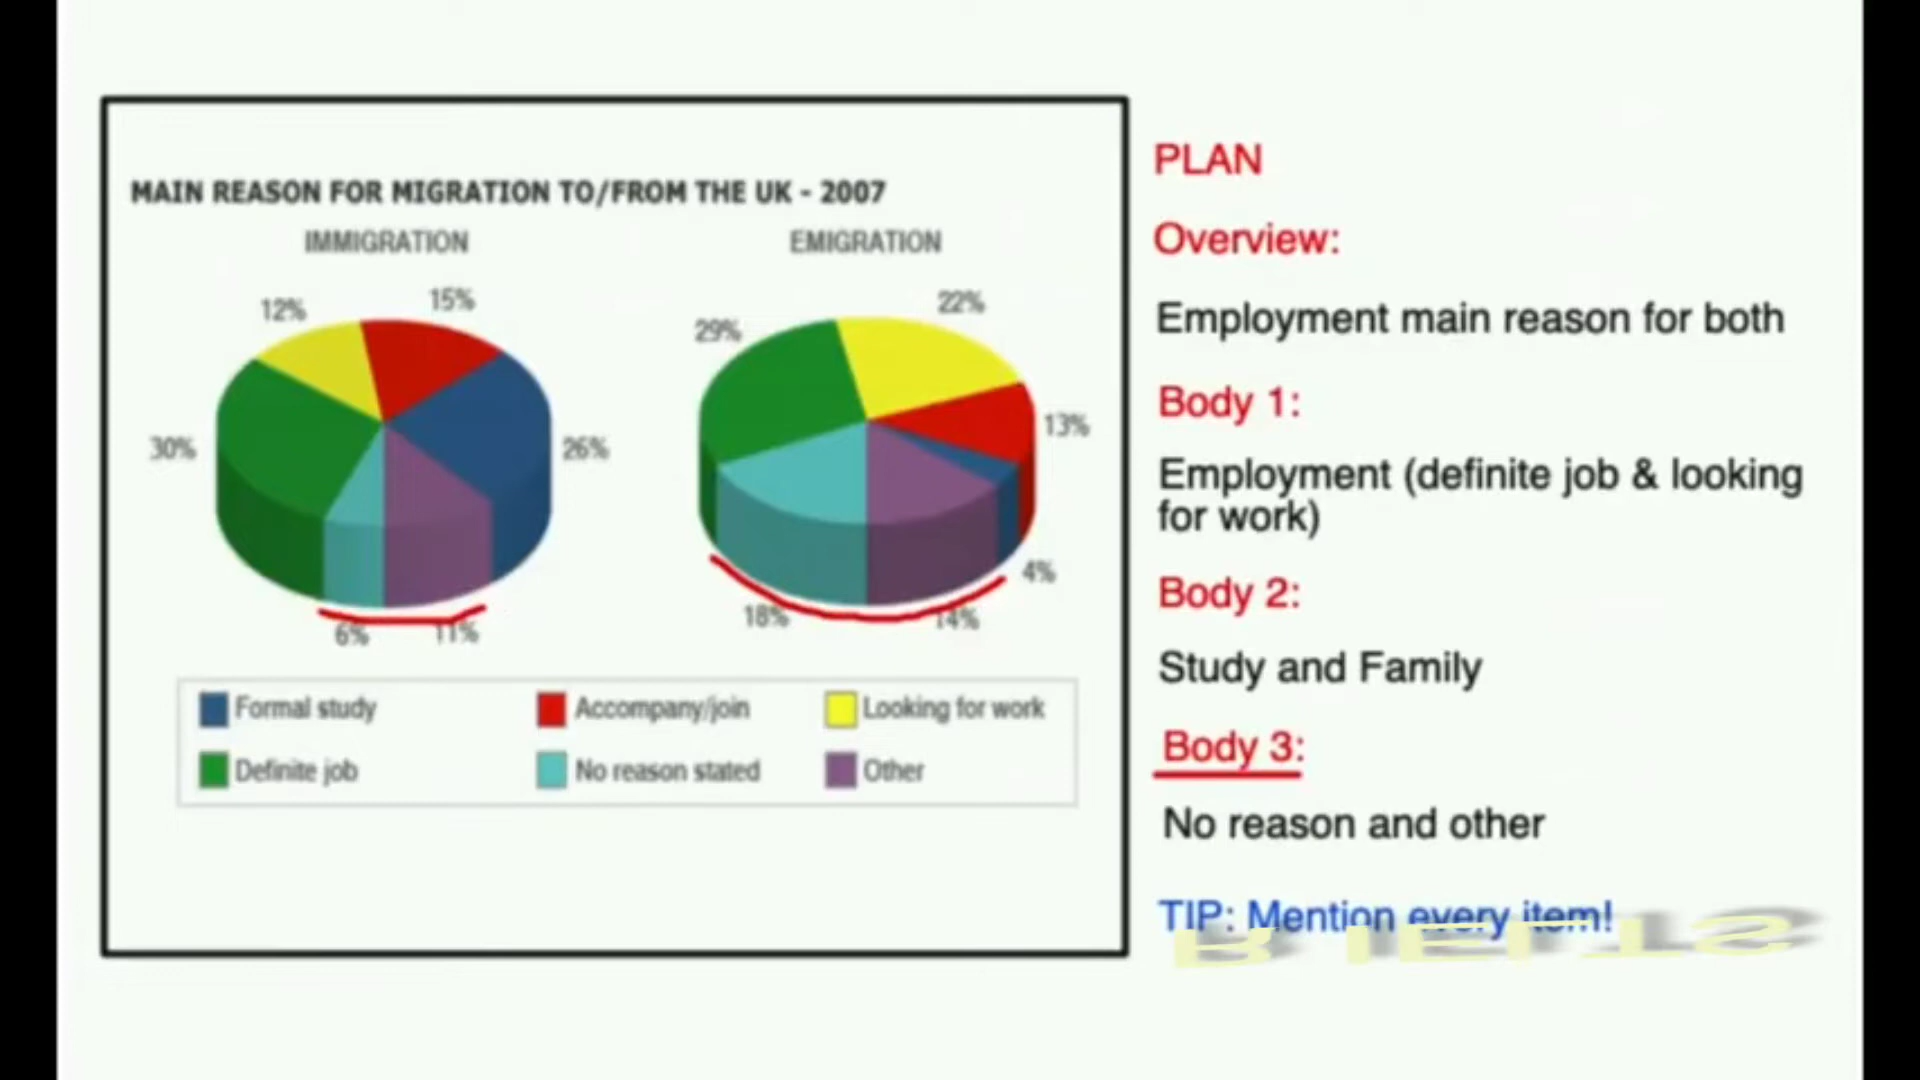 MAIN REASON FOR MIGRATION TO/FROM THE UK - 2007
IMMIGRATION
EMIGRATION
12%
15%
30%
26%
6%
11%
29%
22%
13%
4%
18%
14%
Formal study
Accompany/join
Looking for work
Definite job
No reason stated
Other
PLAN
Overview:
Employment main reason for both
Body 1:
Employment (definite job & looking
for work)
Body 2:
Study and Family
Body 3:
No reason and other
TIP: Mention every item!